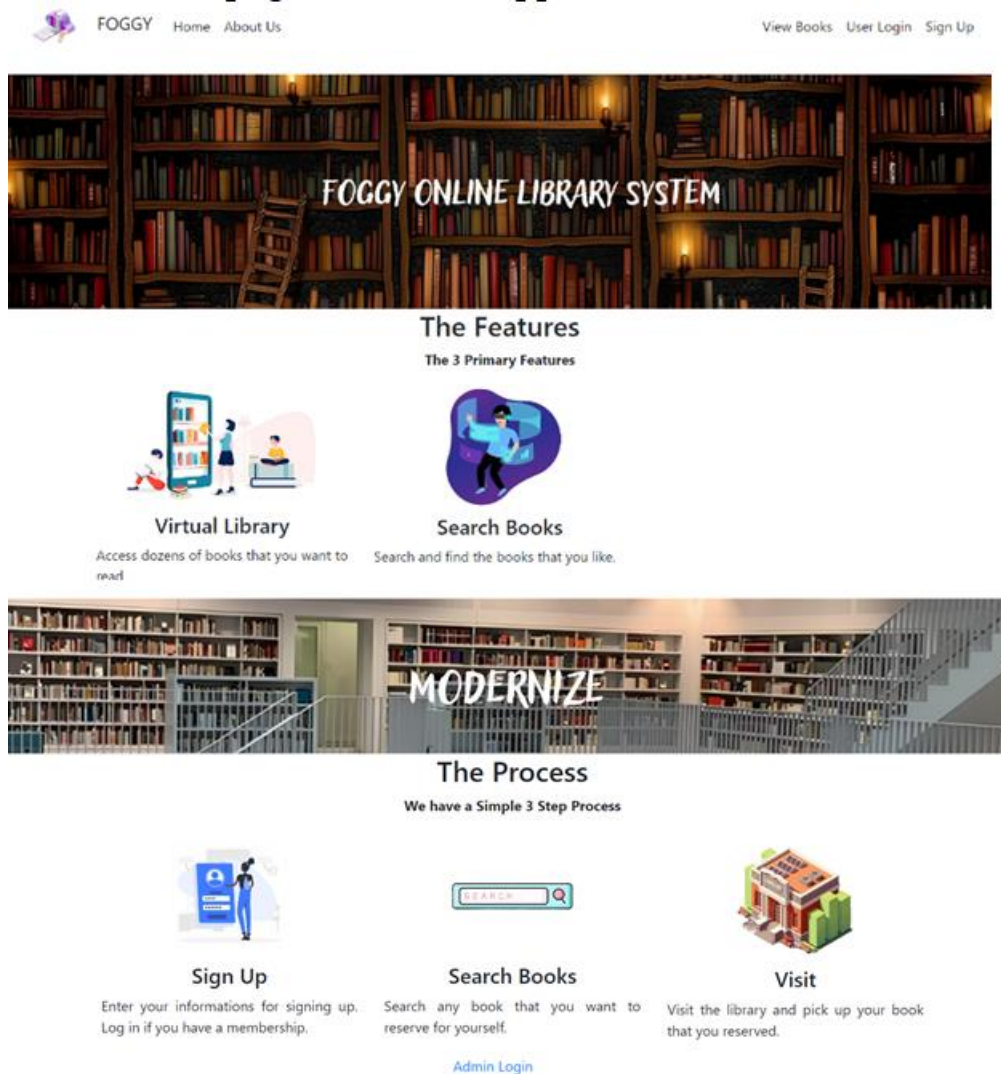 FOGGY Home About Us View Books User Login Sign Up
FOGGY ONLINE LIBRARY SYSTEM
The Features
The 3 Primary Features
Virtual Library Search Books
Access dozens of books that you want to Search and find the books that you like.
read
MODERNIZE
The Process
We have a Simple 3 Step Process
SEARCH
Sign Up Search Books Visit
Enter your informations for signing up. Search any book that you want to Visit the library and pick up your book
Log in if you have a membership. reserve for yourself. that you reserved.
Admin Login